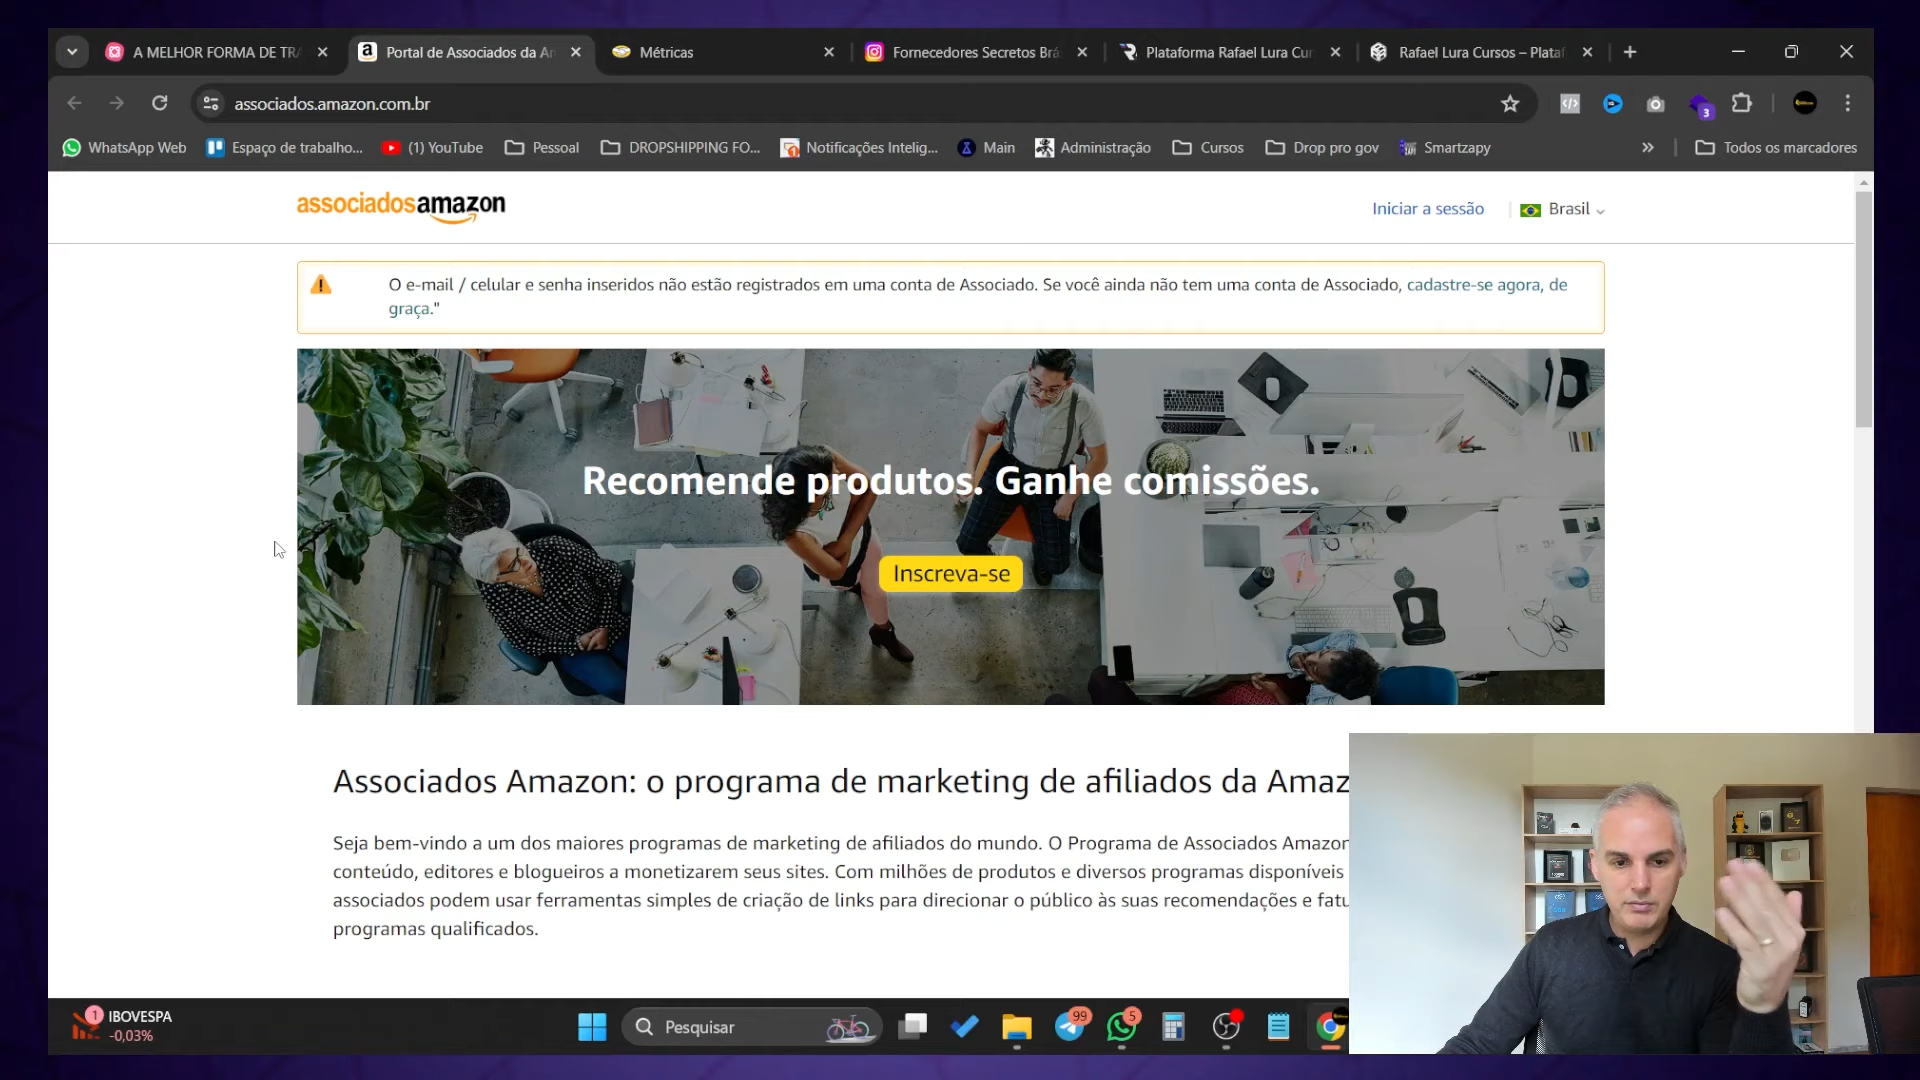 A MELHOR FORMA DE TRA
Portal de Associados da Am
Métricas
Fornecedores Secretos Bra
Plataforma Rafael Lura Cur
Rafael Lura Cursos – Plataf
associados.amazon.com.br
3
WhatsApp Web
Espaço de trabalho...
(1) YouTube
Pessoal
DROPSHIPPING FO...
Notificações Intelig...
Main
Administração
Cursos
Drop pro gov
Smartzapy
»
Todos os marcadores
associadosamazon
Iniciar a sessão
Brasil
O e-mail / celular e senha inseridos não estão registrados em uma conta de Associado. Se você ainda não tem uma conta de Associado, cadastre-se agora, de
graça."
Recomende produtos. Ganhe comissões.
Inscreva-se
Associados Amazon: o programa de marketing de afiliados da Amaz
Seja bem-vindo a um dos maiores programas de marketing de afiliados do mundo. O Programa de Associados Amazon
conteúdo, editores e blogueiros a monetizarem seus sites. Com milhões de produtos e diversos programas disponíveis
associados podem usar ferramentas simples de criação de links para direcionar o público às suas recomendações e fatu
programas qualificados.
1
IBOVESPA
-0,03%
Pesquisar
99
5